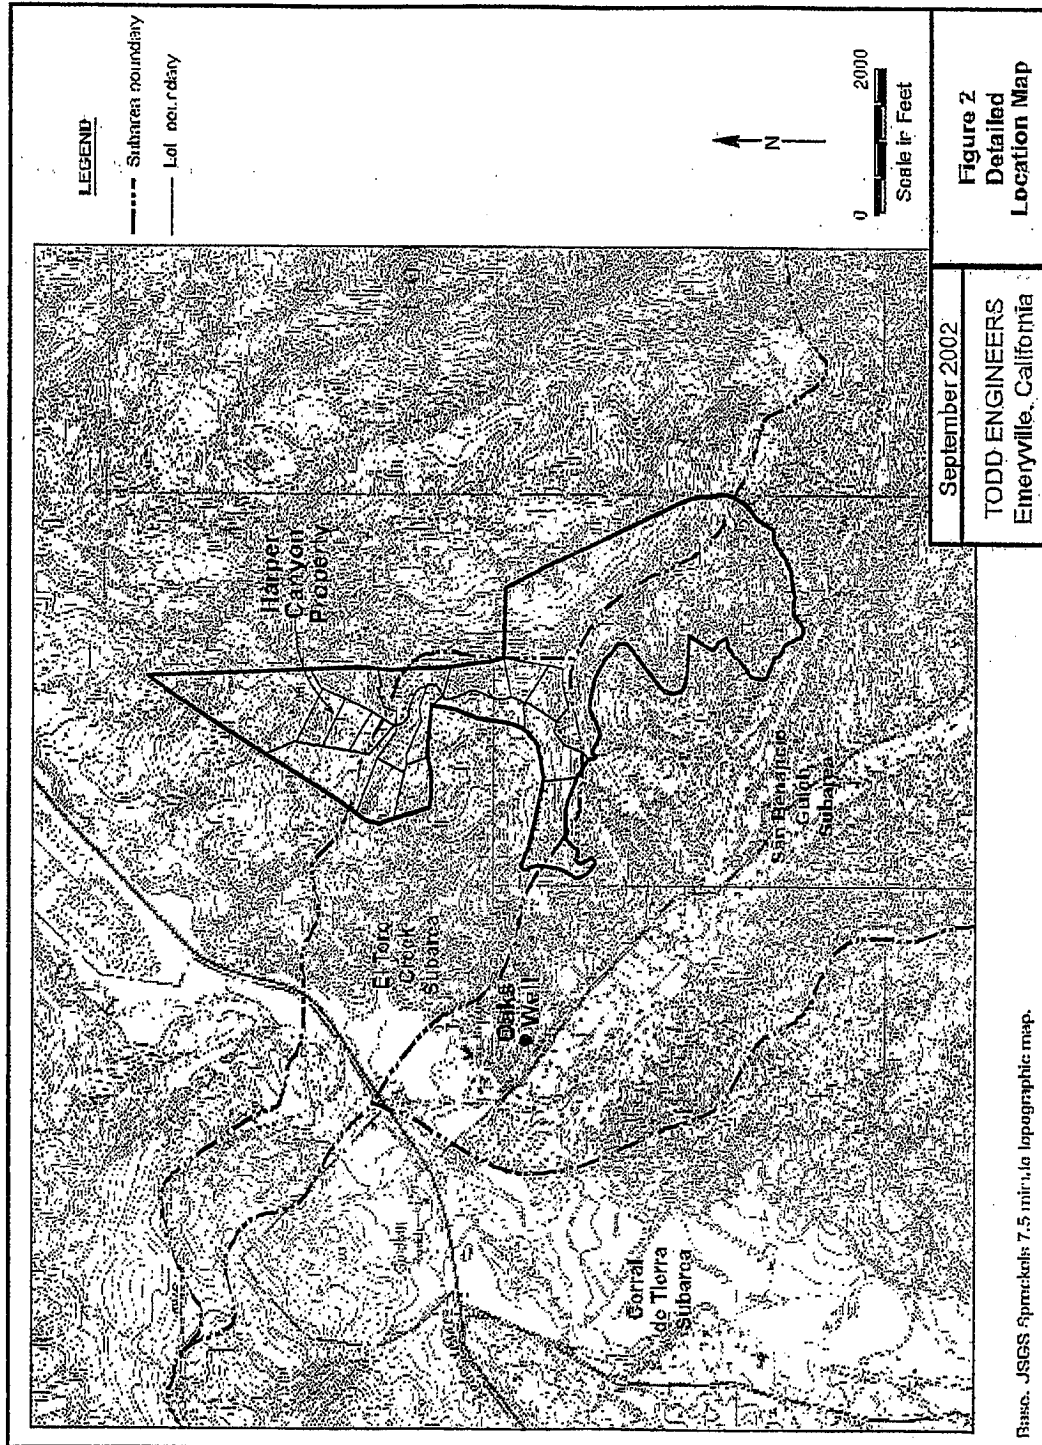 LEGEND
Subarea boundary
Lot boundary
N
0 2000
Scale in Feet
Harper
Canyon
Property
El Toro
Creek
Subarea
Oaks
Well
San Benancio
Gulch
Subarea
Corral
de Tierra
Subarea
September 2002
TODD ENGINEERS
Emeryville, California
Figure 2
Detailed
Location Map
Base. USGS Spreckels 7.5 minute topographic map.